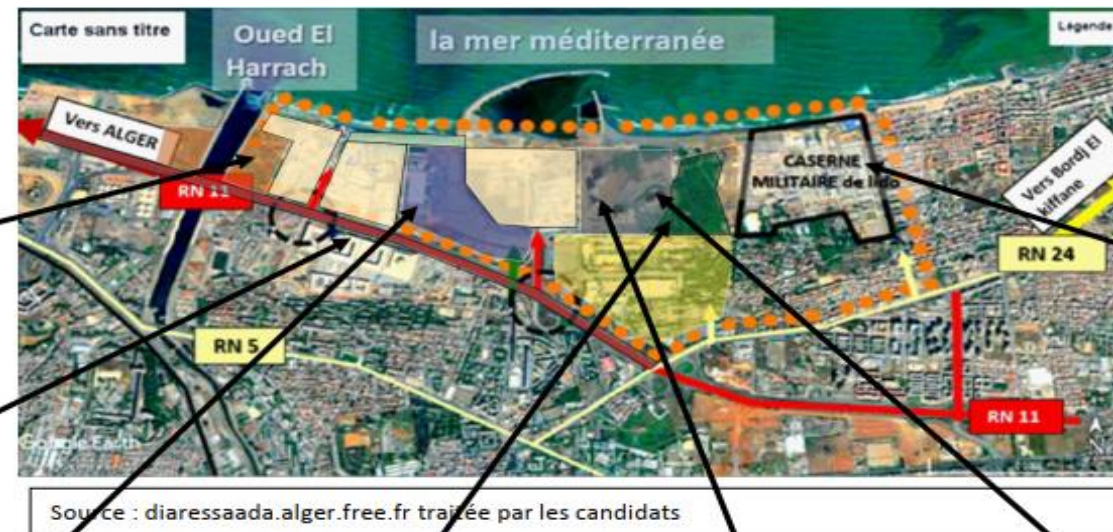 Carte sans titre
Oued El
Harrach
la mer méditerranée
Légende
Vers ALGER
RN 11
CASERNE
MILITAIRE de lido
Vers Bordj El
kiffane
RN 24
RN 5
RN 11
Google Earth
Source : diaressaada.alger.free.fr traitée par les candidats